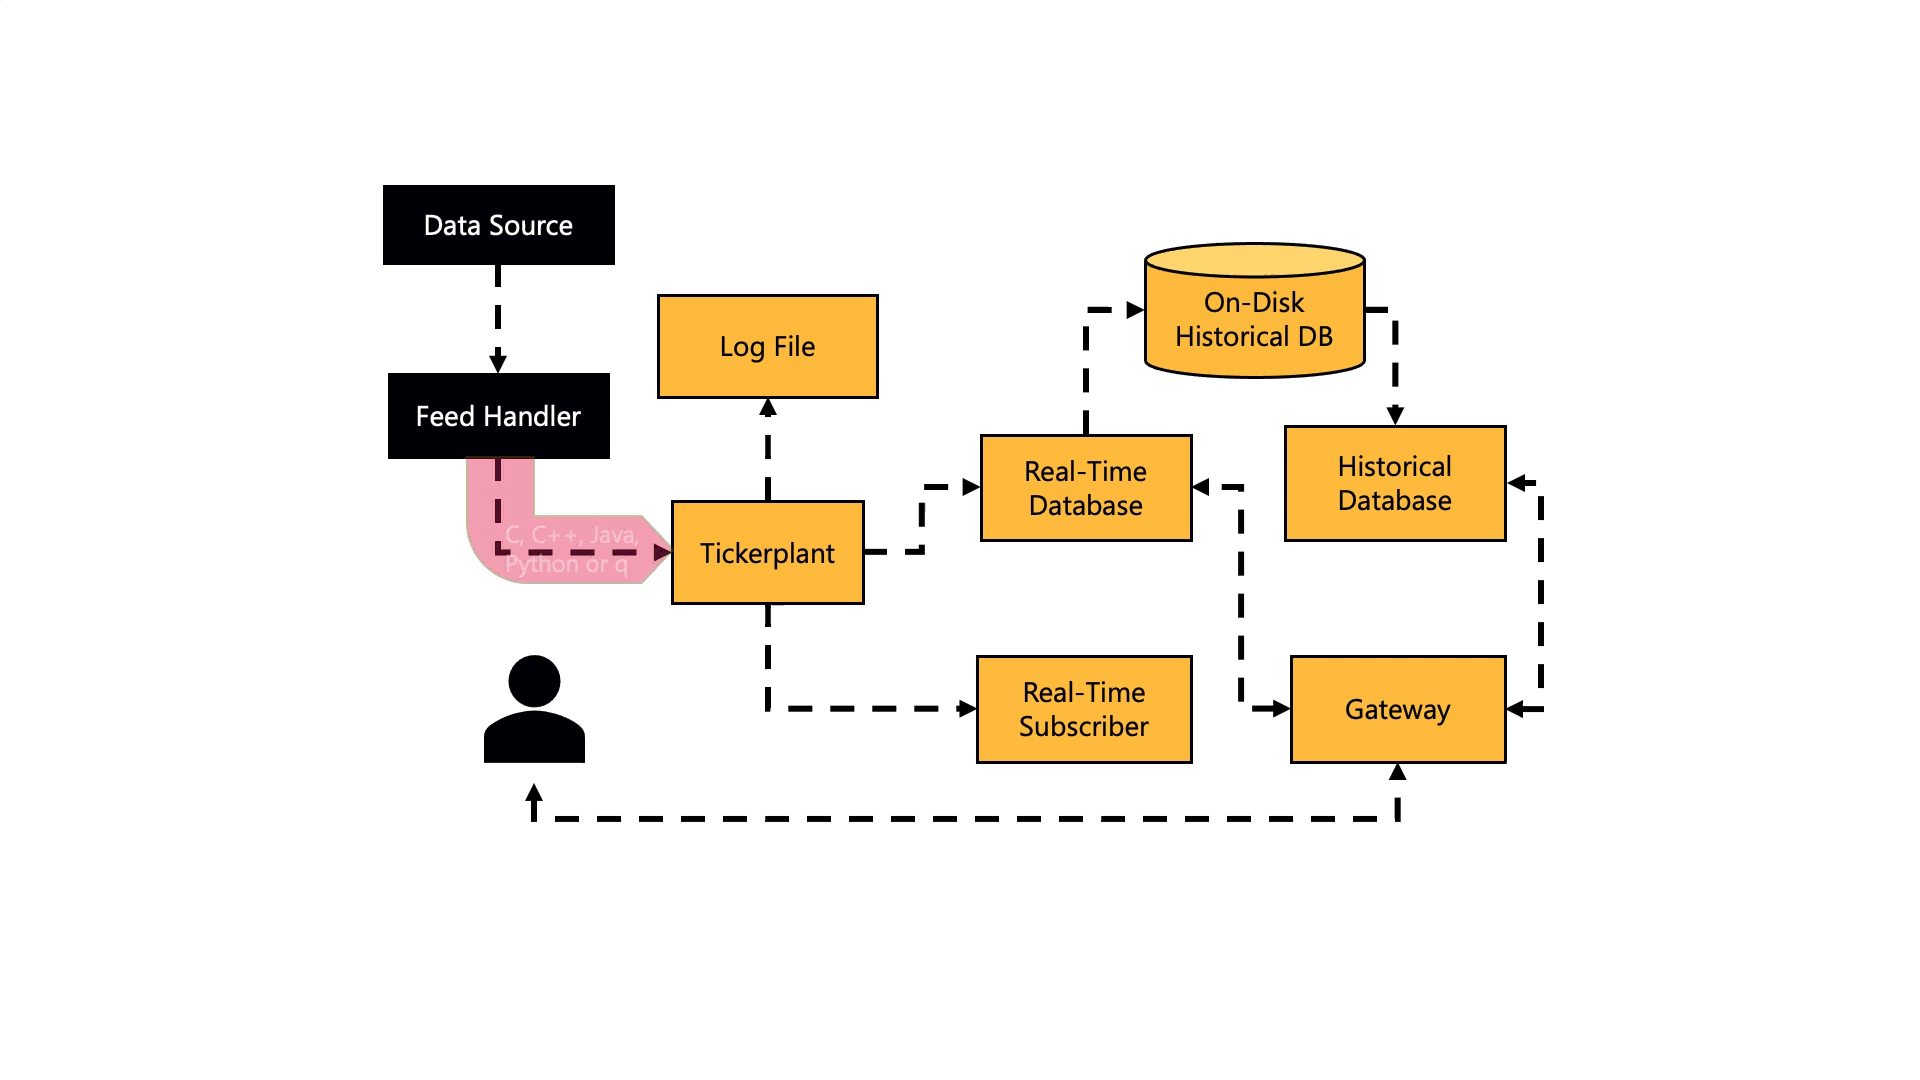 Data Source
Feed Handler
C, C++, Java,
Python or q
Log File
Tickerplant
Real-Time
Database
Real-Time
Subscriber
On-Disk
Historical DB
Historical
Database
Gateway